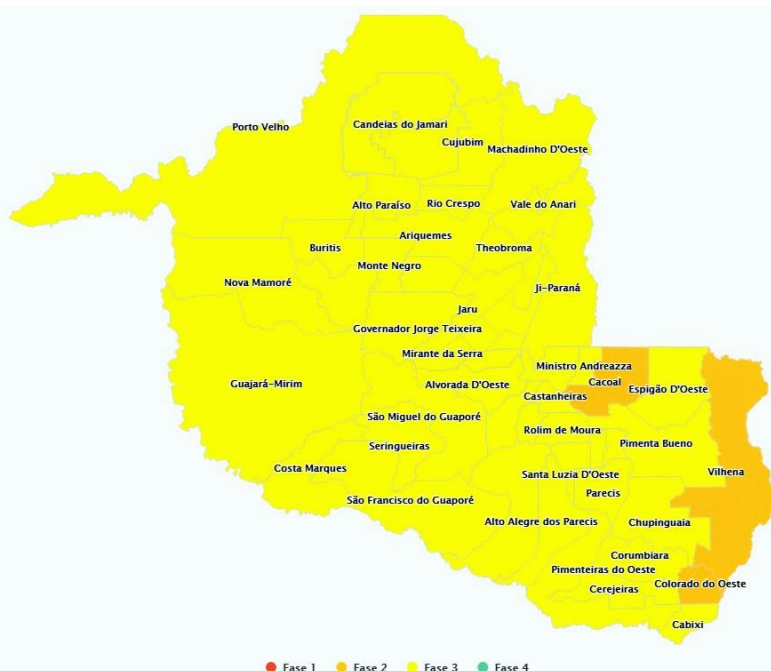 Porto Velho
Candeias do Jamari
Cujubim
Machadinho D'Oeste
Alto Paraíso
Rio Crespo
Vale do Anari
Ariquemes
Buritis
Theobroma
Monte Negro
Nova Mamoré
Ji-Paraná
Jaru
Governador Jorge Teixeira
Mirante da Serra
Ministro Andreazza
Guajará-Mirim
Alvorada D'Oeste
Cacoal
Espigão D'Oeste
Castanheiras
São Miguel do Guaporé
Rolim de Moura
Seringueiras
Pimenta Bueno
Costa Marques
Santa Luzia D'Oeste
Vilhena
Parecis
São Francisco do Guaporé
Alto Alegre dos Parecis
Chupinguaia
Corumbiara
Pimenteiras do Oeste
Colorado do Oeste
Cerejeiras
Cabixi
Fase 1 Fase 2 Fase 3 Fase 4